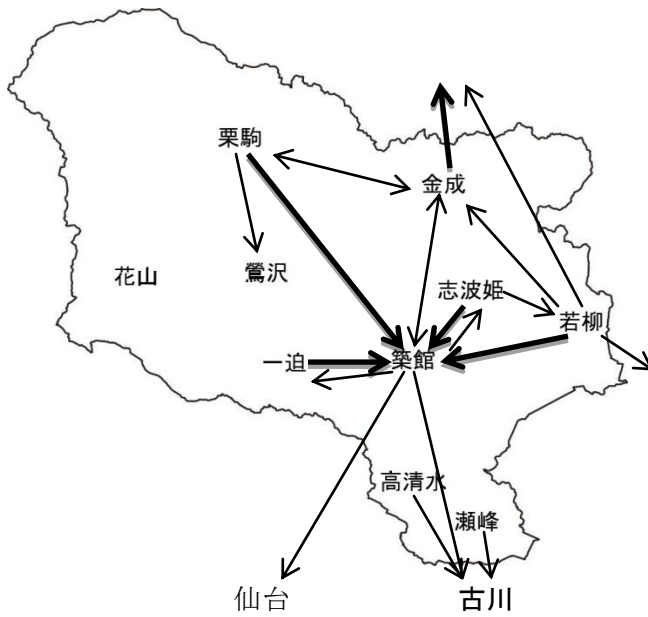 栗駒
金成
花山
鶯沢
志波姫
若柳
一迫
築館
高清水
瀬峰
仙台
古川